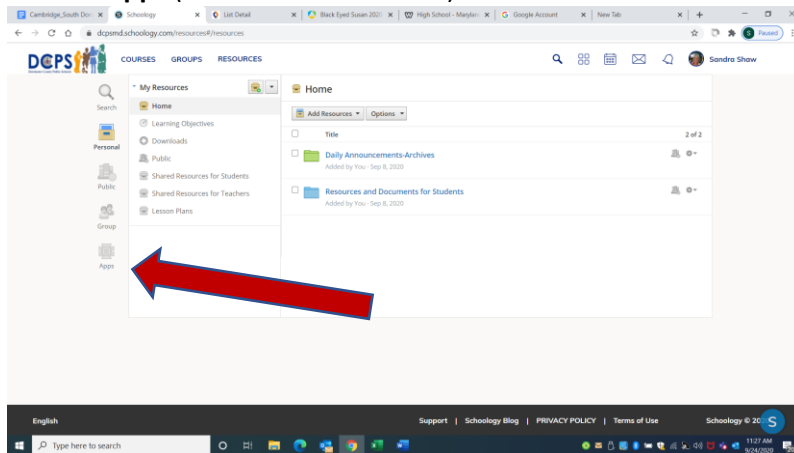 Cambridge_South Dor
Schoology
List Detail
Black Eyed Susan 2020
High School - Marylan
Google Account
New Tab
dcpsmd.schoology.com/resources#/resources
S Paused
DCPS
COURSES GROUPS RESOURCES
Sandra Shaw
Search
Personal
Public
Group
Apps
My Resources
Home
Learning Objectives
Downloads
Public
Shared Resources for Students
Shared Resources for Teachers
Lesson Plans
Home
Add Resources Options
Title 2 of 2
Daily Announcements-Archives
Added by You · Sep 8, 2020
Resources and Documents for Students
Added by You · Sep 8, 2020
English
Support | Schoology Blog | PRIVACY POLICY | Terms of Use
Schoology © 20
S
Type here to search
11:27 AM
9/24/2020